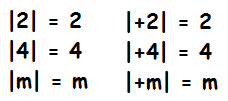 |2| = 2 |+2| = 2
|4| = 4 |+4| = 4
|m| = m |+m| = m